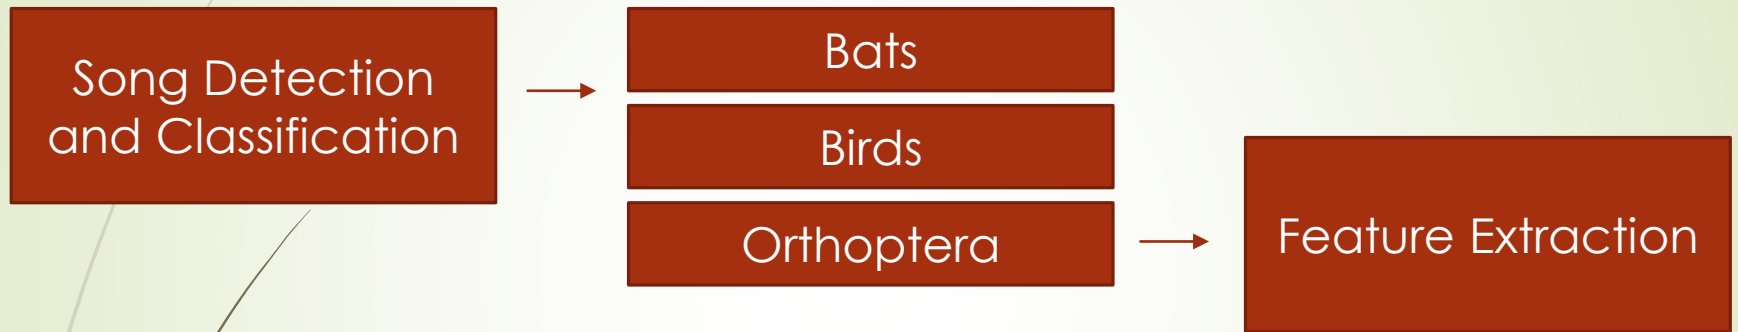 Song Detection
and Classification
Bats
Birds
Orthoptera
Feature Extraction